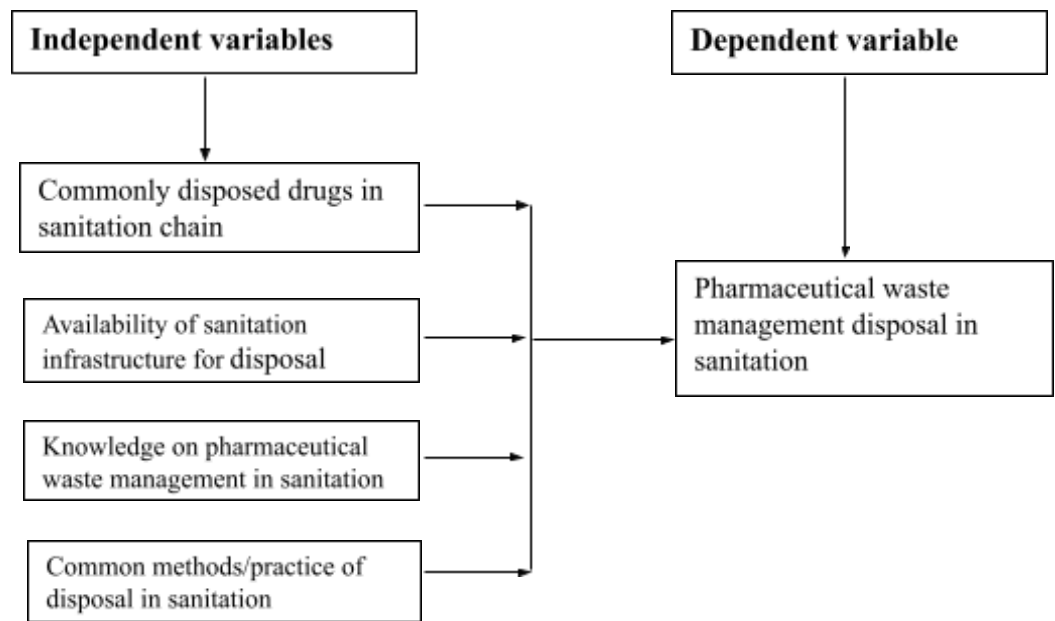 Independent variables
Dependent variable
Commonly disposed drugs in
sanitation chain
Availability of sanitation
infrastructure for disposal
Knowledge on pharmaceutical
waste management in sanitation
Common methods/practice of
disposal in sanitation
Pharmaceutical waste
management disposal in
sanitation